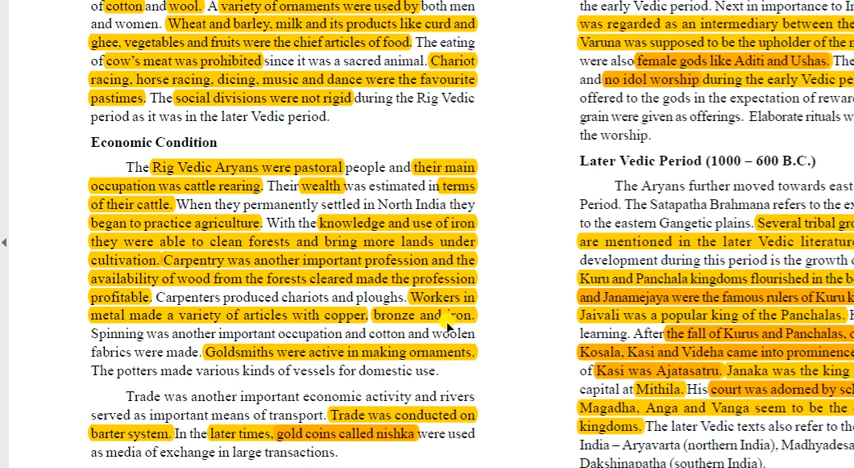 of cotton and wool. A variety of ornaments were used by both men
and women. Wheat and barley, milk and its products like curd and
ghee, vegetables and fruits were the chief articles of food. The eating
of cow's meat was prohibited since it was a sacred animal. Chariot
racing, horse racing, dicing, music and dance were the favourite
pastimes. The social divisions were not rigid during the Rig Vedic
period as it was in the later Vedic period.
Economic Condition
The Rig Vedic Aryans were pastoral people and their main
occupation was cattle rearing. Their wealth was estimated in terms
of their cattle. When they permanently settled in North India they
began to practice agriculture. With the knowledge and use of iron
they were able to clean forests and bring more lands under
cultivation. Carpentry was another important profession and the
availability of wood from the forests cleared made the profession
profitable. Carpenters produced chariots and ploughs. Workers in
metal made a variety of articles with copper, bronze and iron.
Spinning was another important occupation and cotton and woolen
fabrics were made. Goldsmiths were active in making ornaments.
The potters made various kinds of vessels for domestic use.
Trade was another important economic activity and rivers
served as important means of transport. Trade was conducted on
barter system. In the later times, gold coins called nishka were used
as media of exchange in large transactions.
the early Vedic period. Next in importance to
was regarded as an intermediary between the
Varuna was supposed to be the upholder of the
were also female gods like Aditi and Ushas.
and no idol worship during the early Vedic
offered to the gods in the expectation of
grain were given as offerings. Elaborate rituals
the worship.
Later Vedic Period (1000 – 600 B.C.)
The Aryans further moved towards east
Period. The Satapatha Brahmana refers to the
to the eastern Gangetic plains. Several tribal
are mentioned in the later Vedic
development during this period is the growth
Kuru and Panchala kingdoms flourished in the
and Janamejaya were the famous rulers of Kuru
Jaivali was a popular king of the Panchalas.
learning. After the fall of Kurus and Panchalas,
Kosala, Kasi and Videha came into prominence
of Kasi was Ajatasatru. Janaka was the king
capital at Mithila. His court was adorned by
Magadha, Anga and Vanga seem to be the
kingdoms. The later Vedic texts also refer to the
India – Aryavarta (northern India),
Dakshinapatha (southern India).